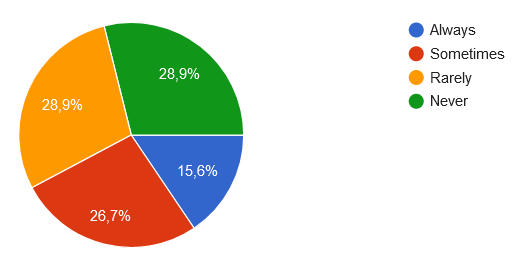 Always
Sometimes
Rarely
Never
28,9%
28,9%
15,6%
26,7%